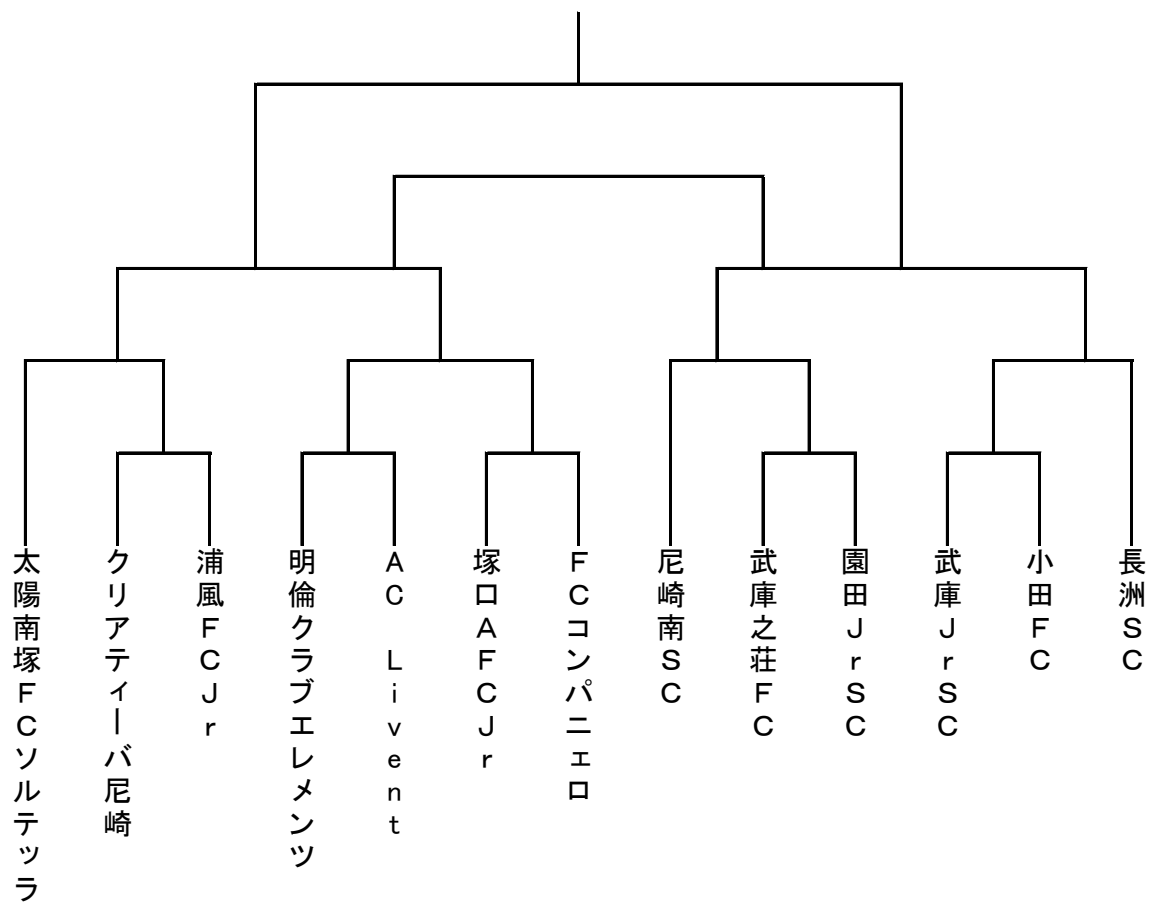 太陽南塚FCソルテッラ
クリアティーバ尼崎
浦風FCJr
明倫クラブエレメンツ
AC Livent
塚口AFCJr
FCコンパニェロ
尼崎南SC
武庫之荘FC
園田JrSC
武庫JrSC
小田FC
長洲SC